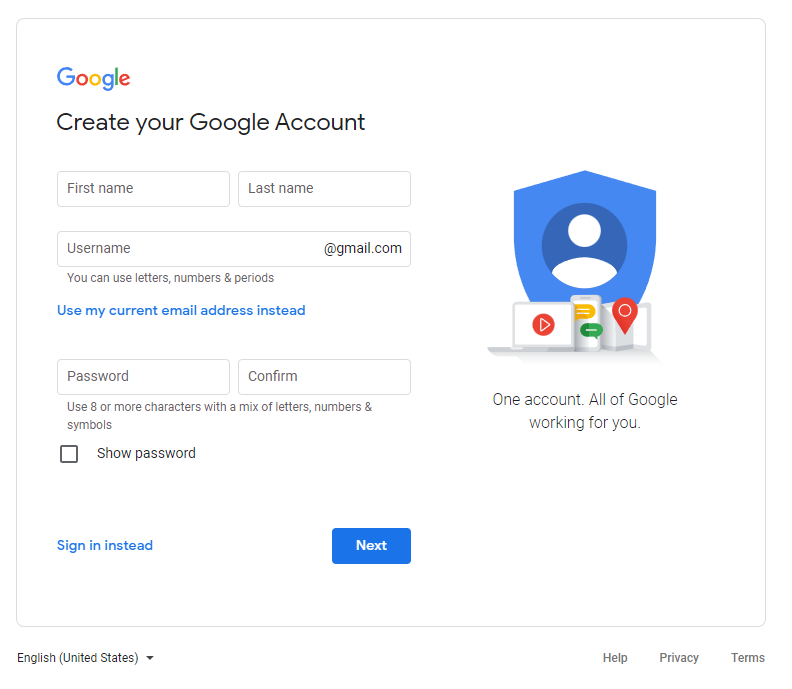 Google
Create your Google Account
First name Last name
Username @gmail.com
You can use letters, numbers & periods
Use my current email address instead
Password Confirm
Use 8 or more characters with a mix of letters, numbers &
symbols
Show password
One account. All of Google
working for you.
Sign in instead Next
English (United States) Help Privacy Terms